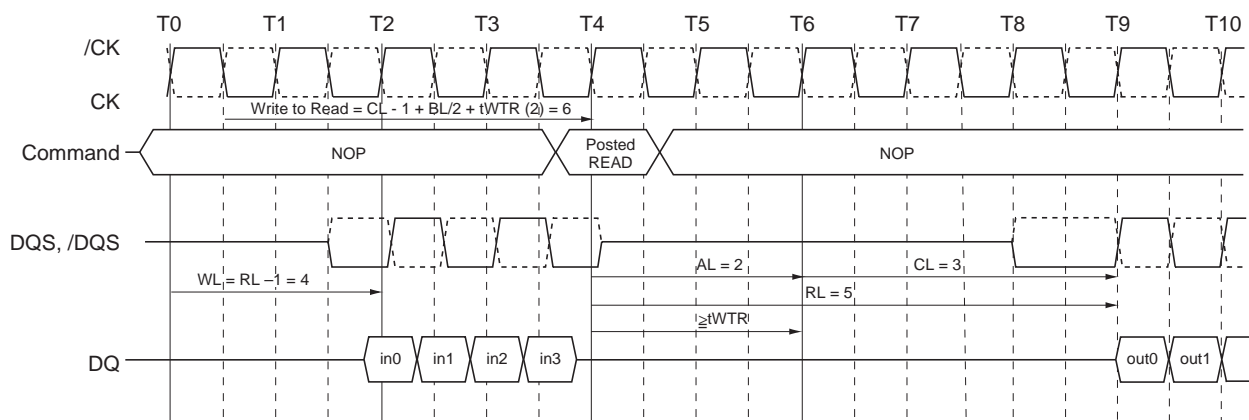 T0 T1 T2 T3 T4 T5 T6 T7 T8 T9 T10
/CK
CK
Write to Read = CL - 1 + BL/2 + tWTR (2) = 6
Command
NOP
Posted
READ
NOP
DQS, /DQS
AL = 2
CL = 3
WL = RL –1 = 4
RL = 5
≧tWTR
DQ
in0 in1 in2 in3
out0 out1